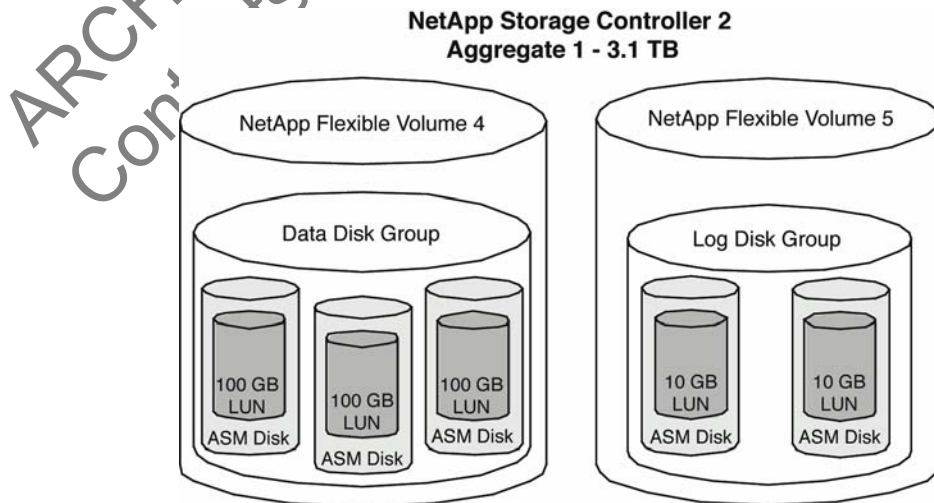 NetApp Storage Controller 2
Aggregate 1 - 3.1 TB
NetApp Flexible Volume 4
NetApp Flexible Volume 5
Data Disk Group
Log Disk Group
100 GB
LUN
ASM Disk
100 GB
LUN
ASM Disk
100 GB
LUN
ASM Disk
10 GB
LUN
ASM Disk
10 GB
LUN
ASM Disk